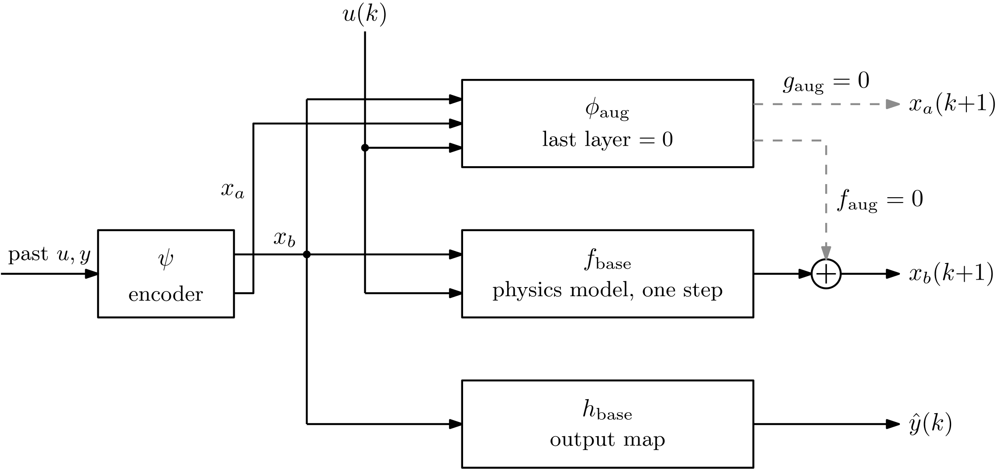 u(k)
g_aug = 0
ϕ_aug
x_a(k+1)
last layer = 0
x_a
f_aug = 0
x_b
past u, y
ψ
encoder
f_base
physics model, one step
x_b(k+1)
h_base
output map
ŷ(k)